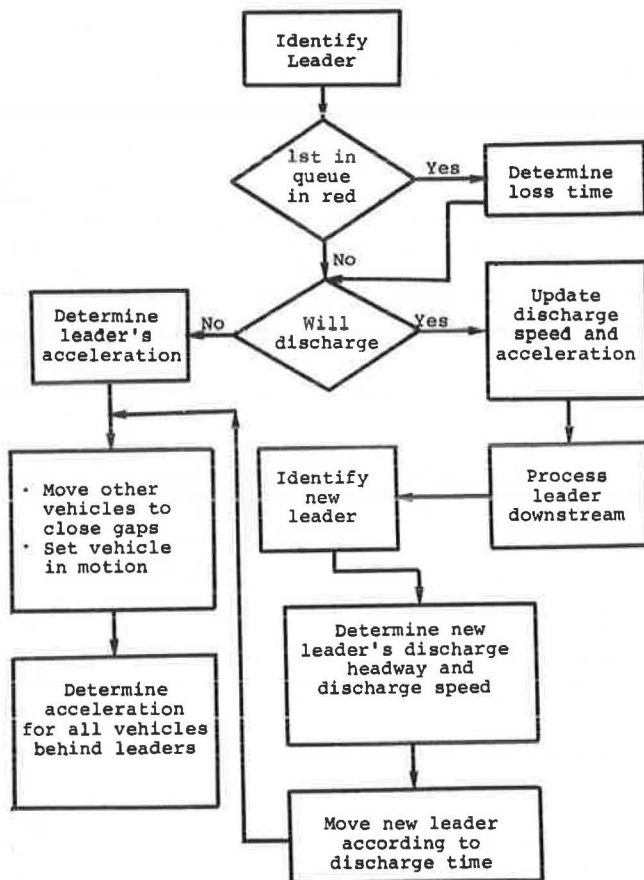 Identify
Leader
1st in
queue
in red
Yes
Determine
loss time
No
Determine
leader's
acceleration
No
Will
discharge
Yes
Update
discharge
speed and
acceleration
· Move other
vehicles to
close gaps
· Set vehicle
in motion
Identify
new
leader
Process
leader
downstream
Determine new
leader's discharge
headway and
discharge speed
Determine
acceleration
for all vehicles
behind leaders
Move new leader
according to
discharge time